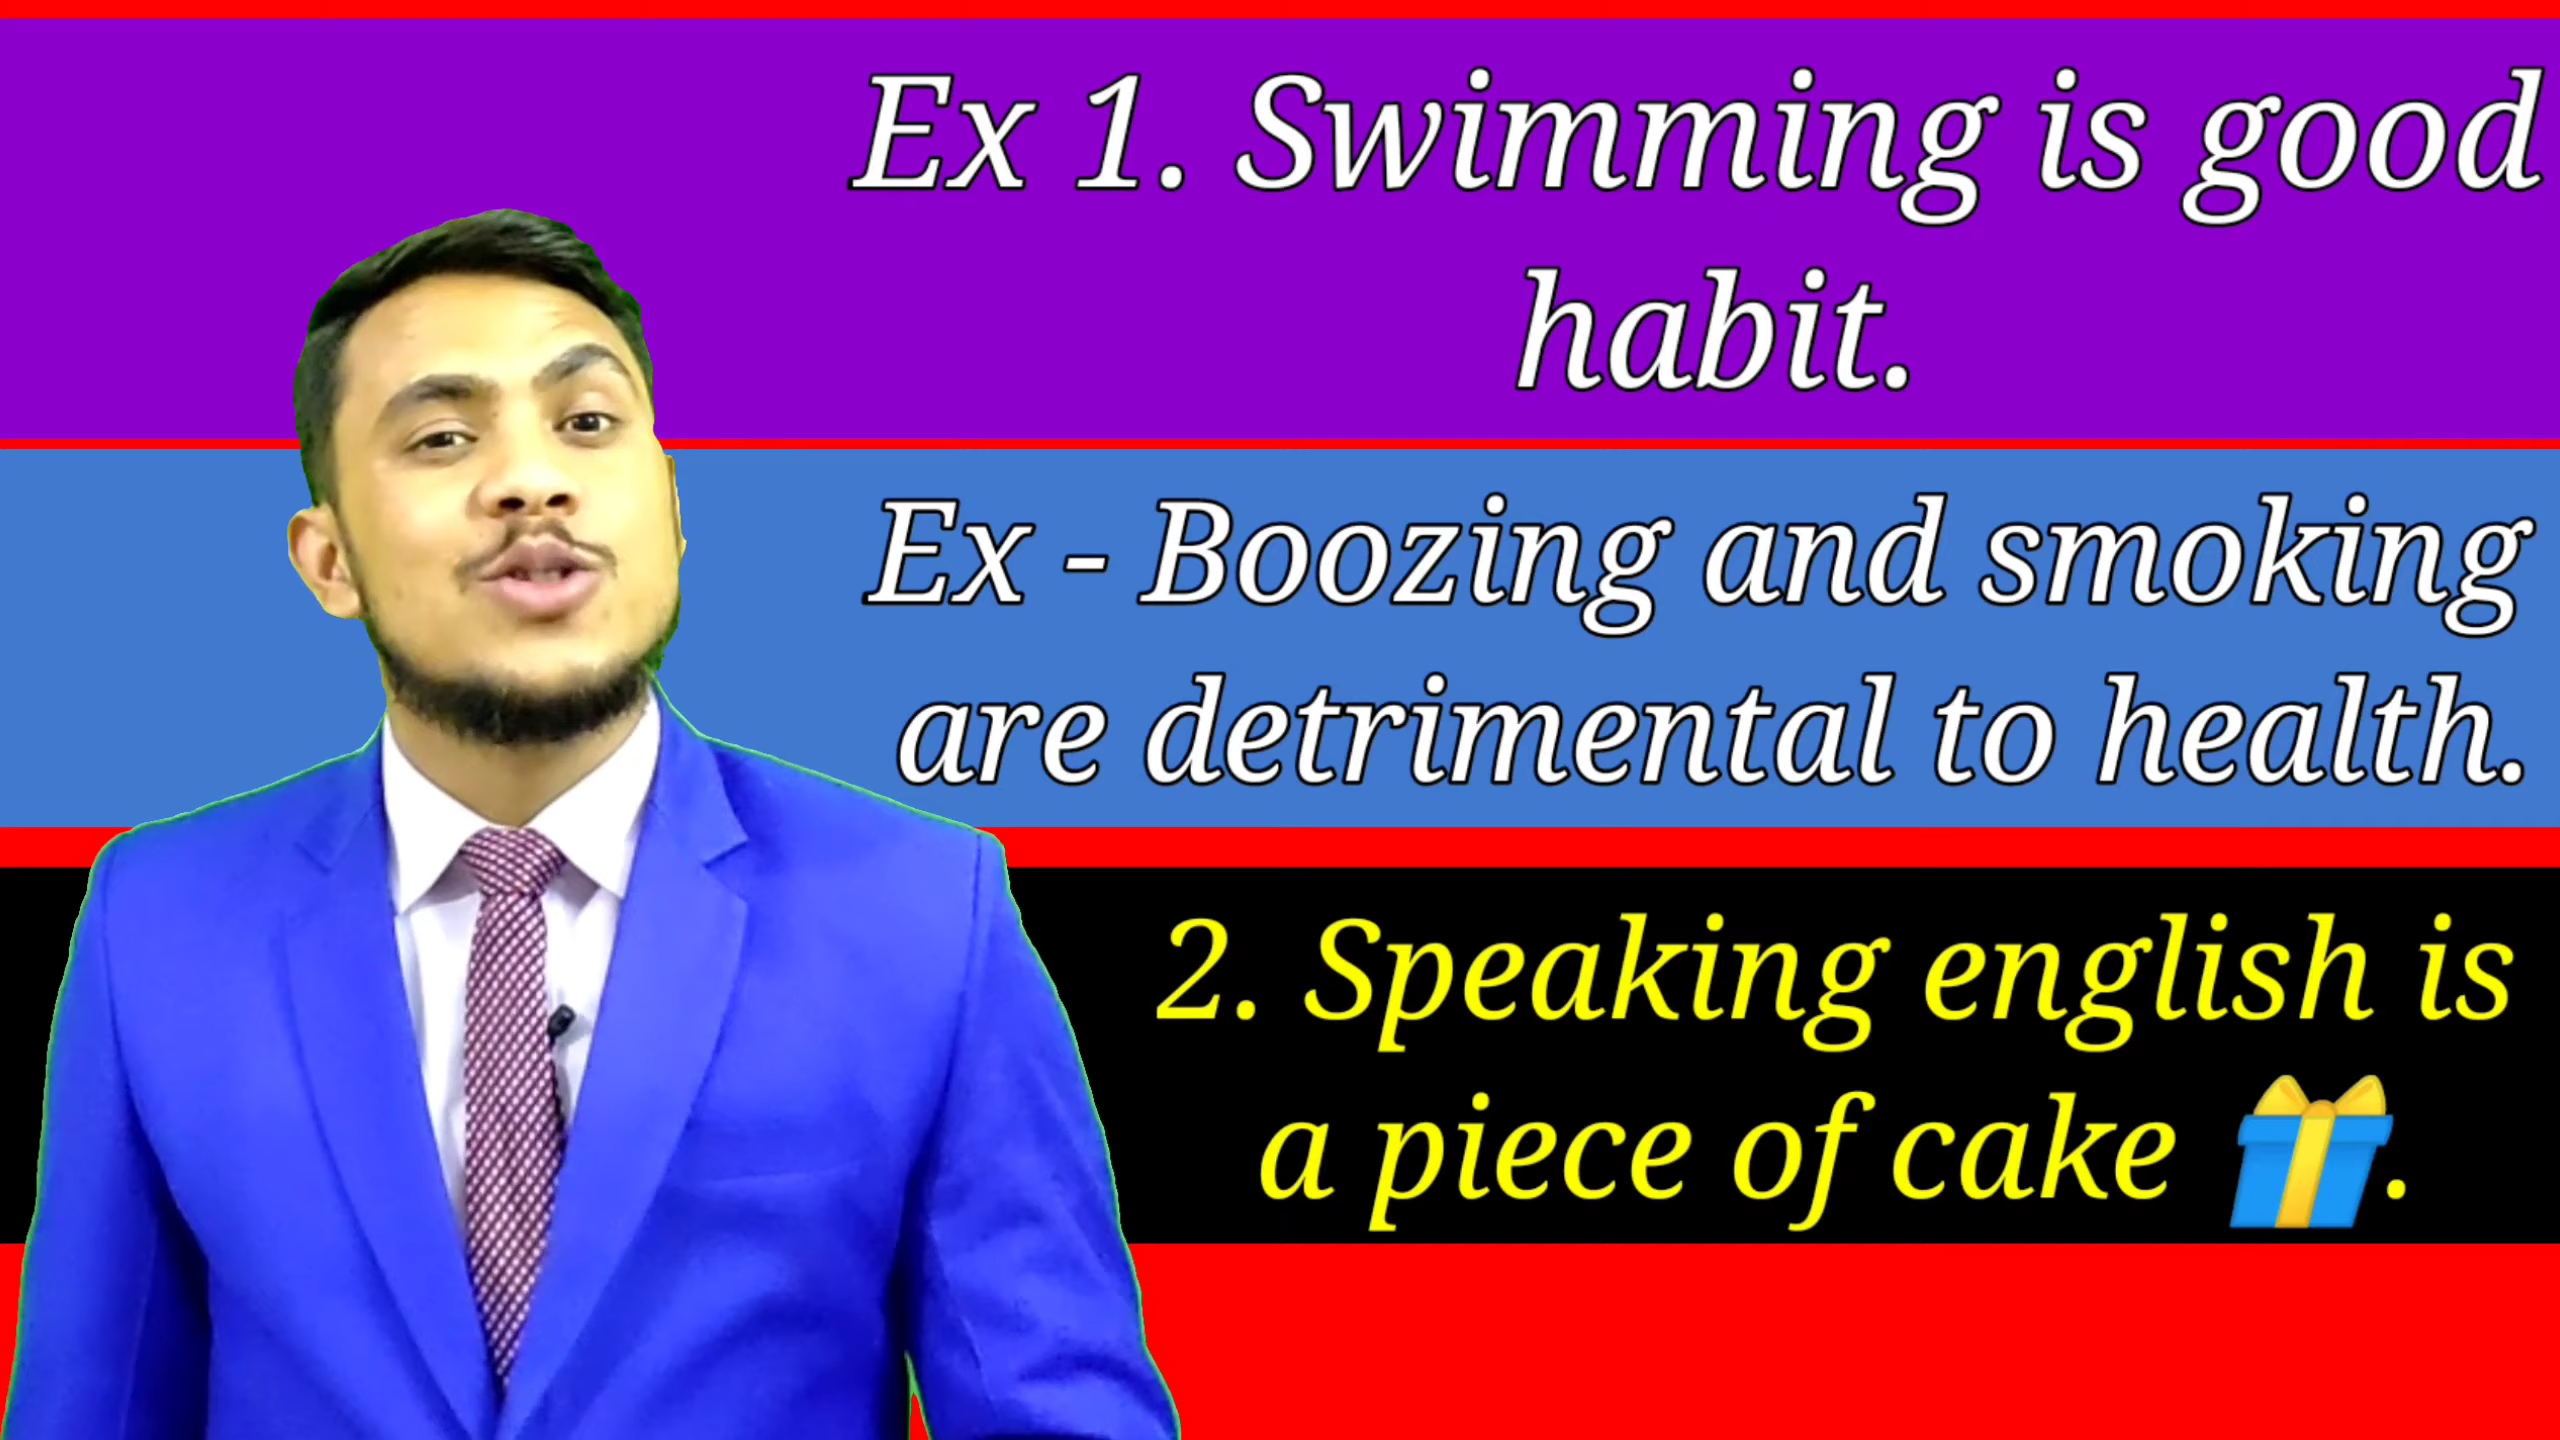 Ex 1. Swimming is good
habit.
Ex - Boozing and smoking
are detrimental to health.
2. Speaking english is
a piece of cake 🎁.